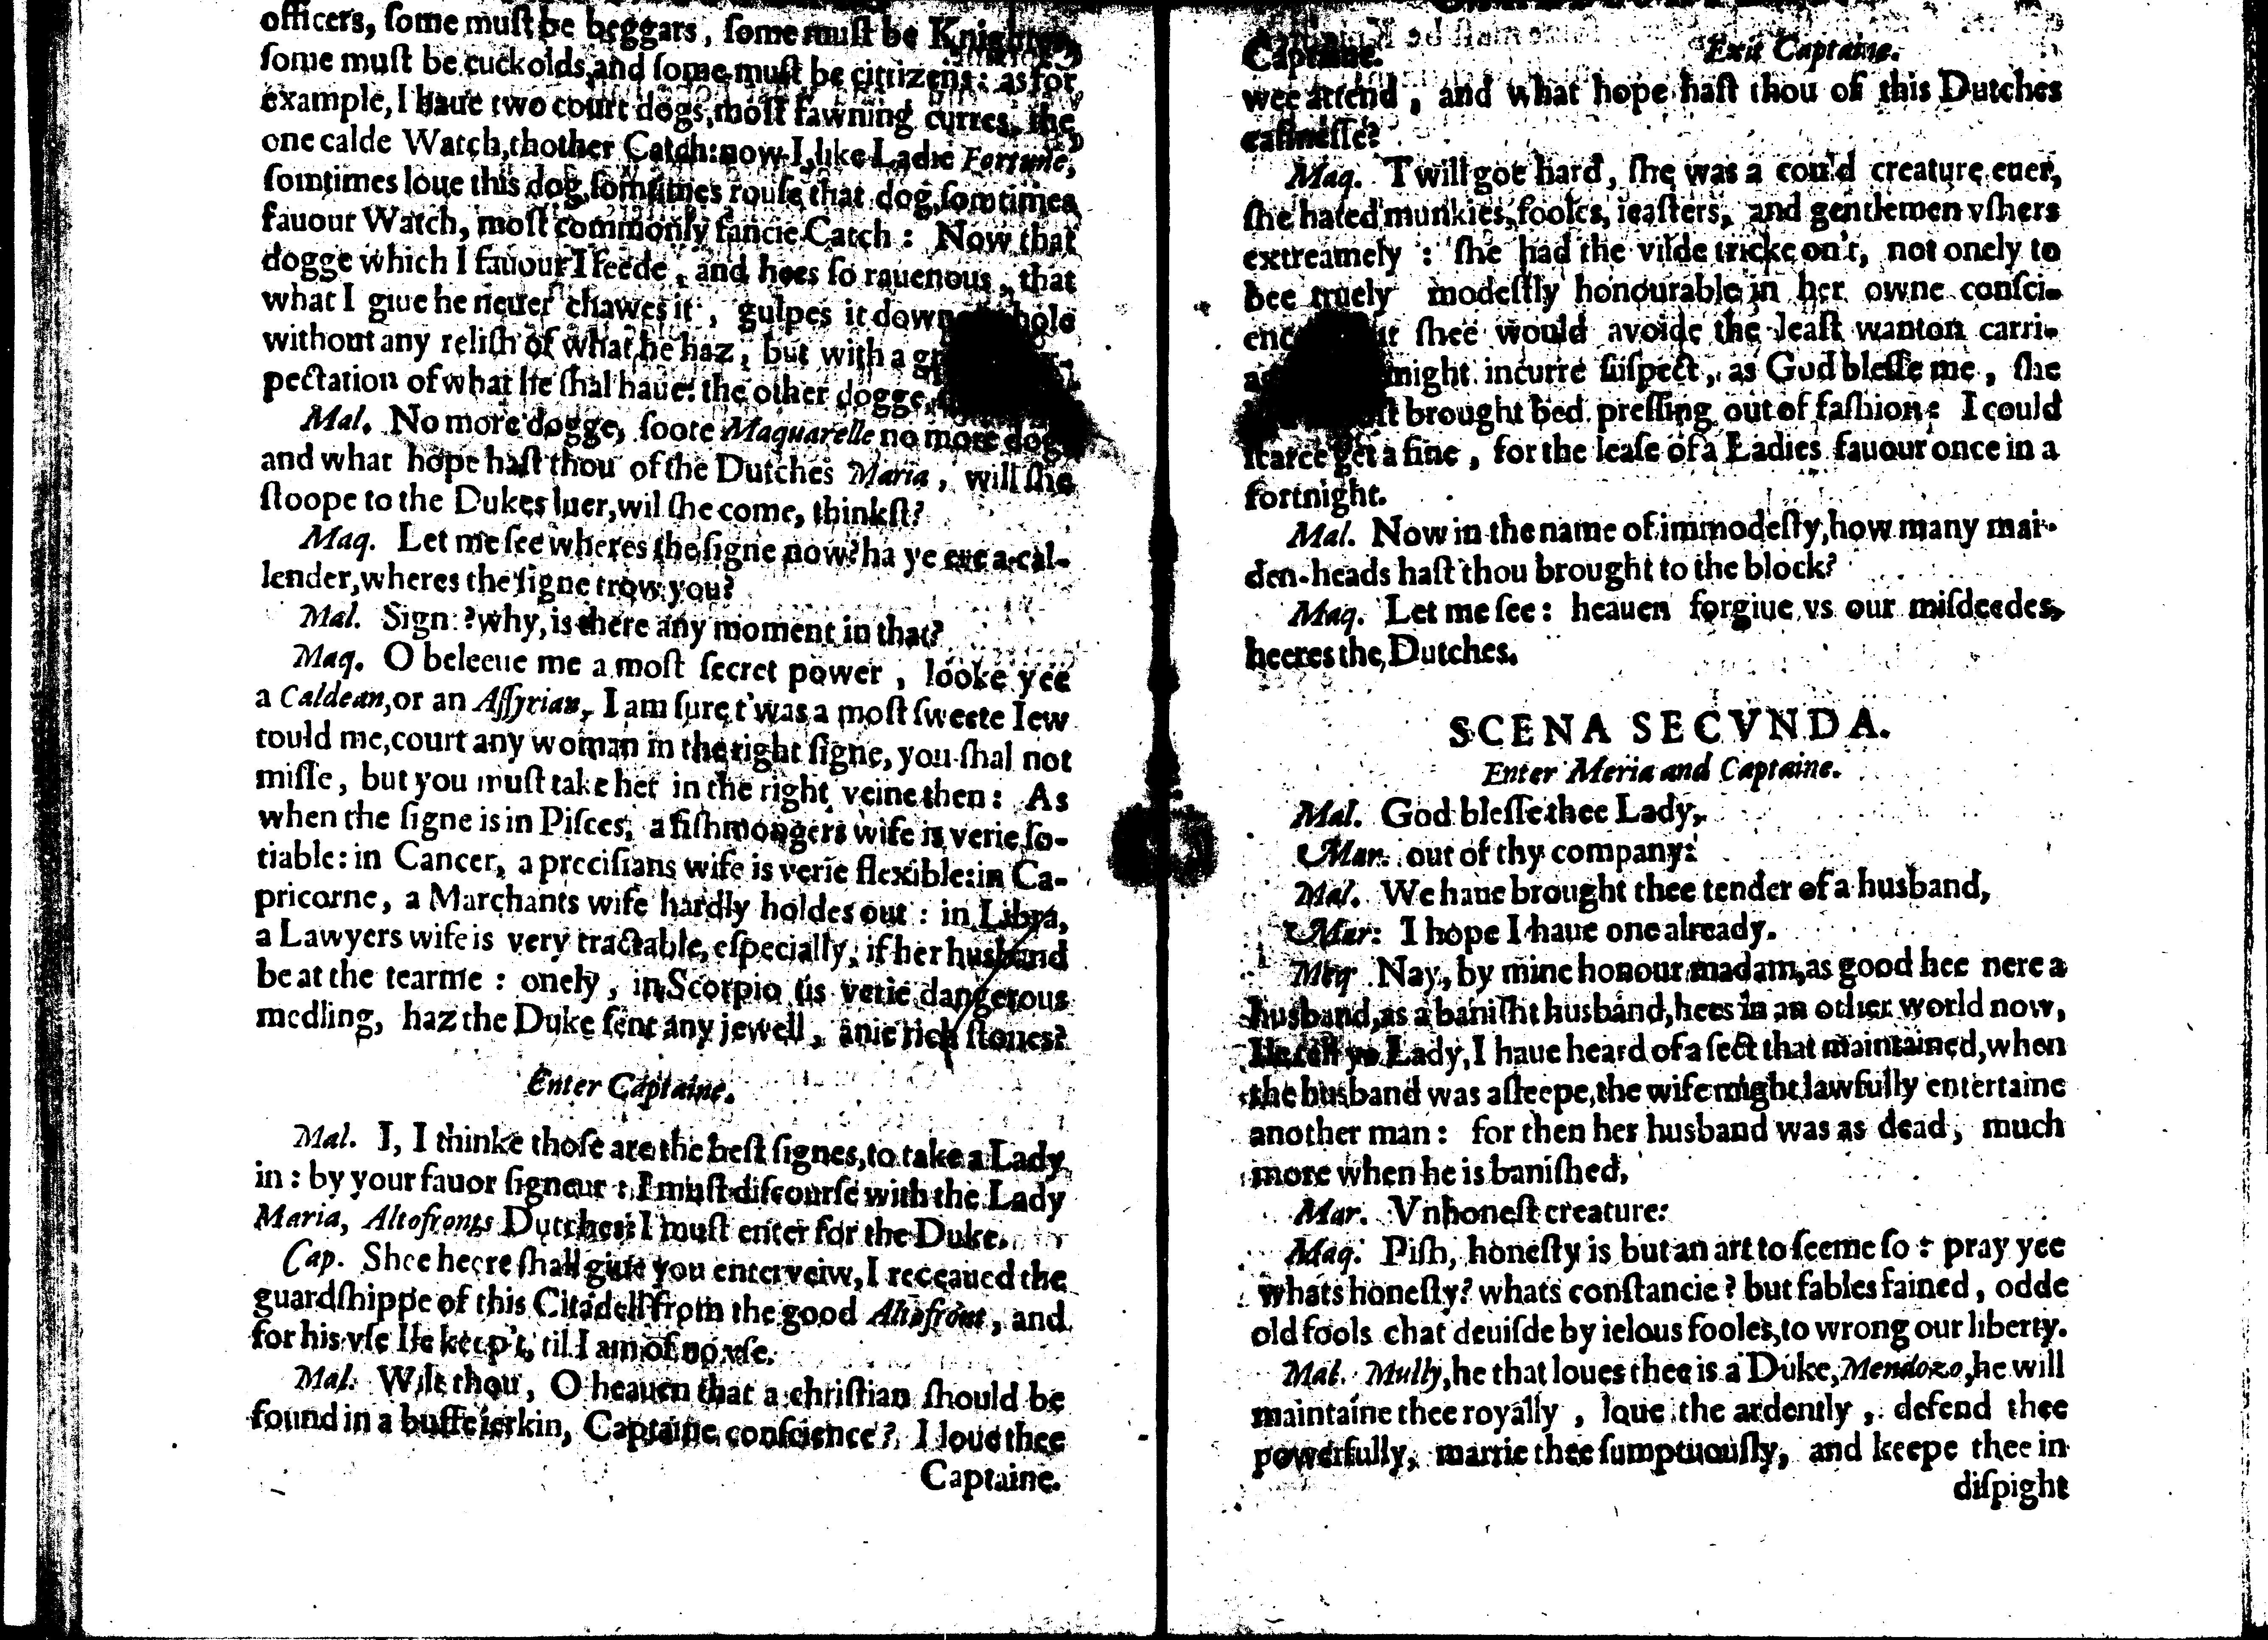 officers, ſome muſt be beggars, ſome muſt be Knights,
ſome muſt be cuckolds, and ſome muſt be cittizens: as for
example, I haue two court dogs, moſt fawning curres, the
one calde Watch, thother Catch: now I, like Ladie Fortune,
ſomtimes loue this dog, ſomtimes rouſe that dog, ſomtimes
fauour Watch, moſt commonly fancie Catch: Now that
dogge which I fauour I feede, and hees ſo rauenous, that
what I giue he neuer chawes it, gulpes it downe
without any reliſh of what he haz, but with a
pectation of what he ſhal haue: the other dogge,
Mal. No more dogge, ſoote Maquarelle no more dog
and what hope haſt thou of the Dutches Maria, will ſhe
ſtoope to the Dukes luer, wil ſhe come, thinkſt?
Maq. Let me ſee wheres the ſigne now? ha ye ere a cal-
lender, wheres the ſigne trow you?
Mal. Sign:? why, is there any moment in that?
Maq. O beleeue me a moſt ſecret power, looke yee
a Caldean, or an Aſſyrian, I am ſure t'was a moſt ſweete Iew
tould me, court any woman in the right ſigne, you ſhal not
miſſe, but you muſt take her in the right veine then: As
when the ſigne is in Piſces, a fiſhmongers wife is verie ſo-
tiable: in Cancer, a preciſians wife is verie flexible: in Ca-
pricorne, a Marchants wife hardly holdes out: in Libra,
a Lawyers wife is very tractable, eſpecially, if her husband
be at the tearme: onely, in Scorpio tis verie dangerous
medling, haz the Duke ſent any jewell, anie rich ſtones?
Enter Captaine.
Mal. I, I thinke thoſe are the beſt ſignes, to take a Lady
in: by your fauor ſigneur: I muſt diſcourſe with the Lady
Maria, Altofronts Dutches: I muſt enter for the Duke.
Cap. Shee heere ſhall giue you enterveiw, I receaued the
guardſhippe of this Citadell from the good Altofront, and
for his vſe Ile keep't, til I am of no vſe.
Mal. Wilt thou, O heauen that a chriſtian ſhould be
found in a buffe ierkin, Captaine conſcience? I loue thee
Captaine.
Captaine. Exit Captaine.
wee attend, and what hope haſt thou of this Dutches
eaſineſſe?
Maq. Twill goe hard, ſhe was a cou'd creature euer,
ſhe hated munkies, fooles, ieaſters, and gentlemen vſhers
extreamely: ſhe had the vilde tricke on't, not onely to
bee truely modeſtly honourable in her owne conſci-
enc ſhee would avoide the leaſt wanton carri-
might incurre ſuſpect, as God bleſſe me, ſhe
brought bed preſſing out of faſhion: I could
ſcarce get a fine, for the leaſe of a Ladies fauour once in a
fortnight.
Mal. Now in the name of immodeſty, how many mai-
den-heads haſt thou brought to the block?
Maq. Let me ſee: heauen forgiue vs our miſdeedes,
heeres the Dutches.
SCENA SECVNDA.
Enter Meria and Captaine.
Mal. God bleſſe thee Lady,
Mar. out of thy company:
Mal. We haue brought thee tender of a husband,
Mar: I hope I haue one already.
Meq Nay, by mine honour madam, as good hee nere a
husband, as a baniſht husband, hees in an other world now,
Ile tell ye Lady, I haue heard of a ſect that maintained, when
the husband was aſleepe, the wife might lawfully entertaine
another man: for then her husband was as dead, much
more when he is baniſhed,
Mar. Vnhoneſt creature:
Maq. Piſh, honeſty is but an art to ſeeme ſo: pray yee
whats honeſty? whats conſtancie? but fables fained, odde
old fools chat deuiſde by ielous fooles, to wrong our liberty.
Mal. Mully, he that loues thee is a Duke, Mendozo, he will
maintaine thee royally, loue the ardently, defend thee
powerfully, marrie thee ſumptuouſly, and keepe thee in
diſpight